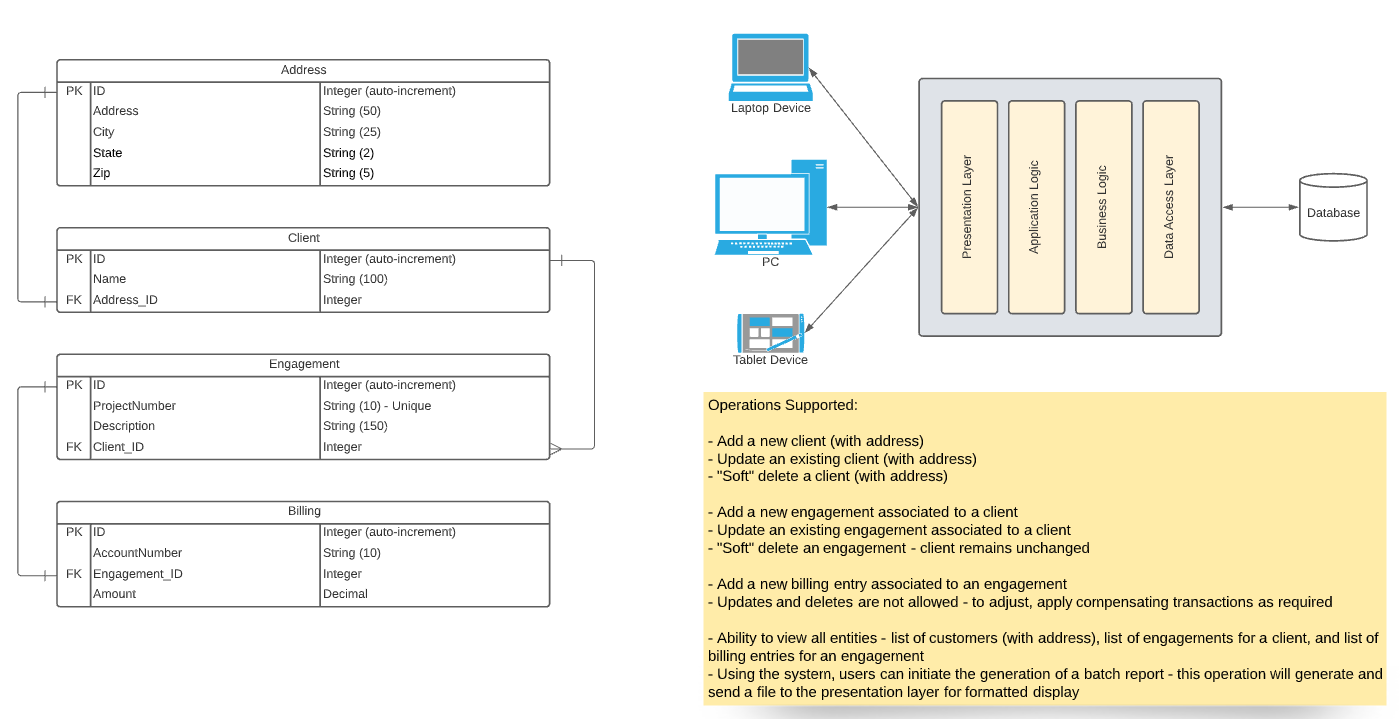 Address
PK ID Integer (auto-increment)
Address String (50)
City String (25)
State String (2)
Zip String (5)
Client
PK ID Integer (auto-increment)
Name String (100)
FK Address_ID Integer
Engagement
PK ID Integer (auto-increment)
ProjectNumber String (10) - Unique
Description String (150)
FK Client_ID Integer
Billing
PK ID Integer (auto-increment)
AccountNumber String (10)
FK Engagement_ID Integer
Amount Decimal
Laptop Device
PC
Tablet Device
Presentation Layer
Application Logic
Business Logic
Data Access Layer
Database
Operations Supported:
- Add a new client (with address)
- Update an existing client (with address)
- "Soft" delete a client (with address)
- Add a new engagement associated to a client
- Update an existing engagement associated to a client
- "Soft" delete an engagement - client remains unchanged
- Add a new billing entry associated to an engagement
- Updates and deletes are not allowed - to adjust, apply compensating transactions as required
- Ability to view all entities - list of customers (with address), list of engagements for a client, and list of
billing entries for an engagement
- Using the system, users can initiate the generation of a batch report - this operation will generate and
send a file to the presentation layer for formatted display